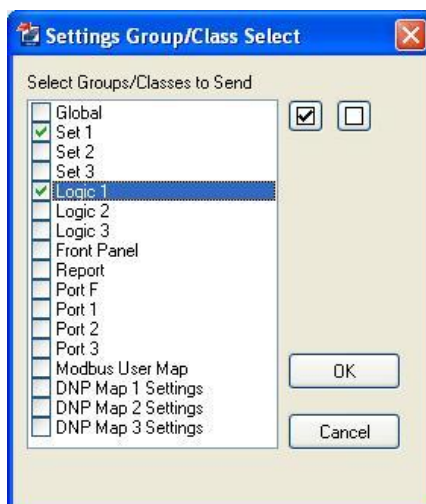 Settings Group/Class Select
Select Groups/Classes to Send
Global
Set 1
Set 2
Set 3
Logic 1
Logic 2
Logic 3
Front Panel
Report
Port F
Port 1
Port 2
Port 3
Modbus User Map
DNP Map 1 Settings
DNP Map 2 Settings
DNP Map 3 Settings
OK
Cancel